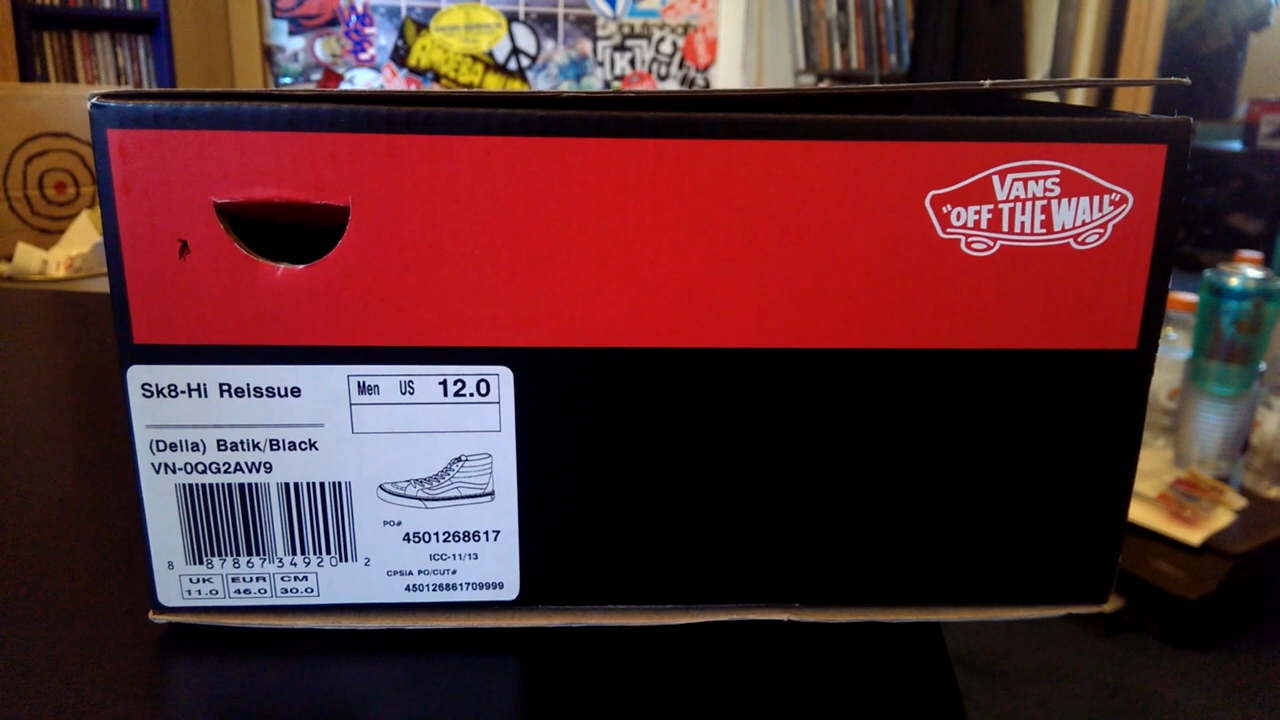 VANS
"OFF THE WALL"
Sk8-Hi Reissue
Men US 12.0
(Della) Batik/Black
VN-0QG2AW9
PO#
4501268617
ICC-11/13
CPSIA PO/CUT#
450126861709999
8 87867 34920 2
UK EUR CM
11.0 46.0 30.0